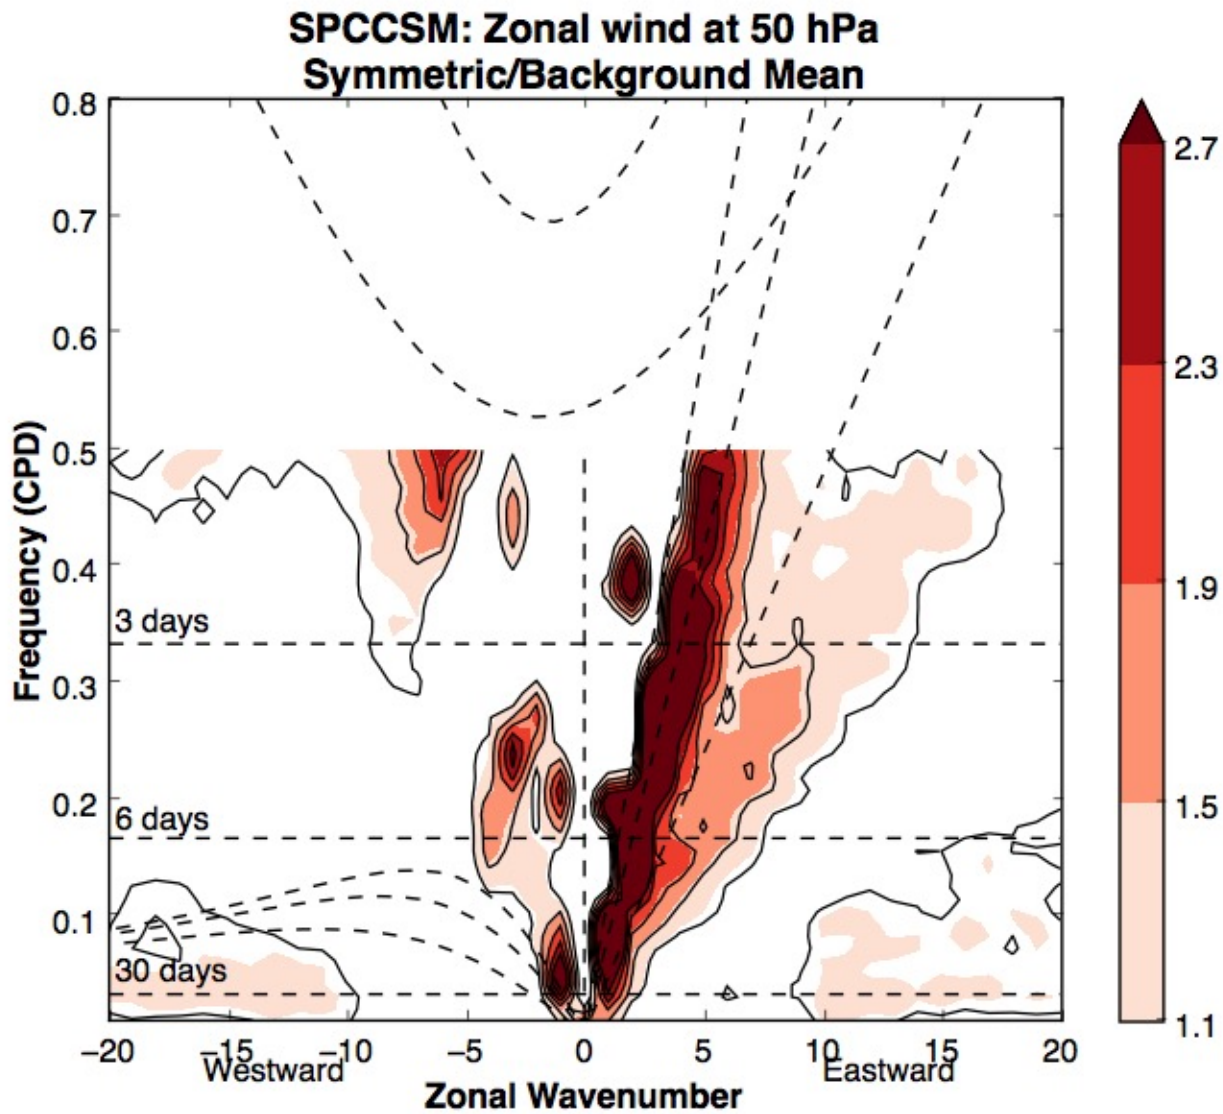 SPCCSM: Zonal wind at 50 hPa
Symmetric/Background Mean
0.8
0.7
0.6
0.5
0.4
0.3
0.2
0.1
Frequency (CPD)
3 days
6 days
30 days
−20 −15 −10 −5 0 5 10 15 20
Westward Eastward
Zonal Wavenumber
2.7
2.3
1.9
1.5
1.1